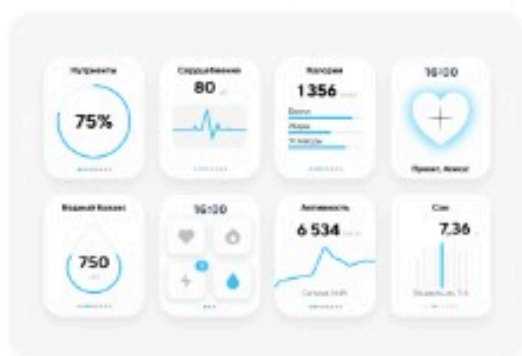 Нутриенты
75%
Сердцебиение
80
Калории
1 356
Белки
Жиры
Углеводы
16:00
Привет,
Водный баланс
750
16:00
Активность
6 534
Сон
7,36